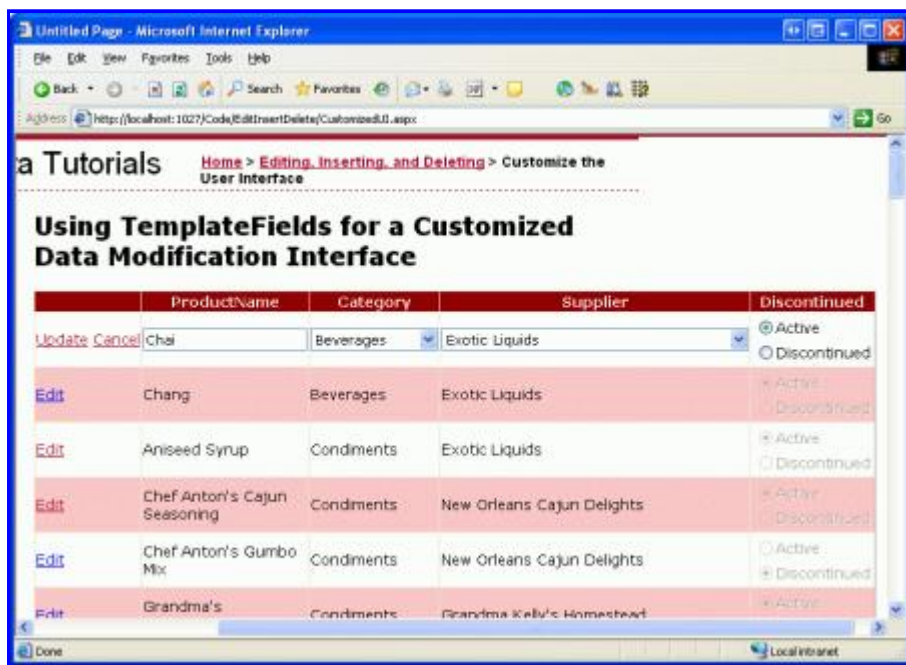 Untitled Page - Microsoft Internet Explorer
File Edit View Favorites Tools Help
Back Search Favorites
Address http://localhost:1027/Code/EditInsertDelete/CustomizedUI.aspx Go
ta Tutorials
Home > Editing, Inserting, and Deleting > Customize the
User Interface
Using TemplateFields for a Customized
Data Modification Interface
ProductName Category Supplier Discontinued
Update Cancel Chai Beverages Exotic Liquids Active
Discontinued
Edit Chang Beverages Exotic Liquids Active
Discontinued
Edit Aniseed Syrup Condiments Exotic Liquids Active
Discontinued
Edit Chef Anton's Cajun
Seasoning Condiments New Orleans Cajun Delights Active
Discontinued
Edit Chef Anton's Gumbo
Mix Condiments New Orleans Cajun Delights Active
Discontinued
Edit Grandma's Condiments Grandma Kelly's Homestead Active
Done Local intranet